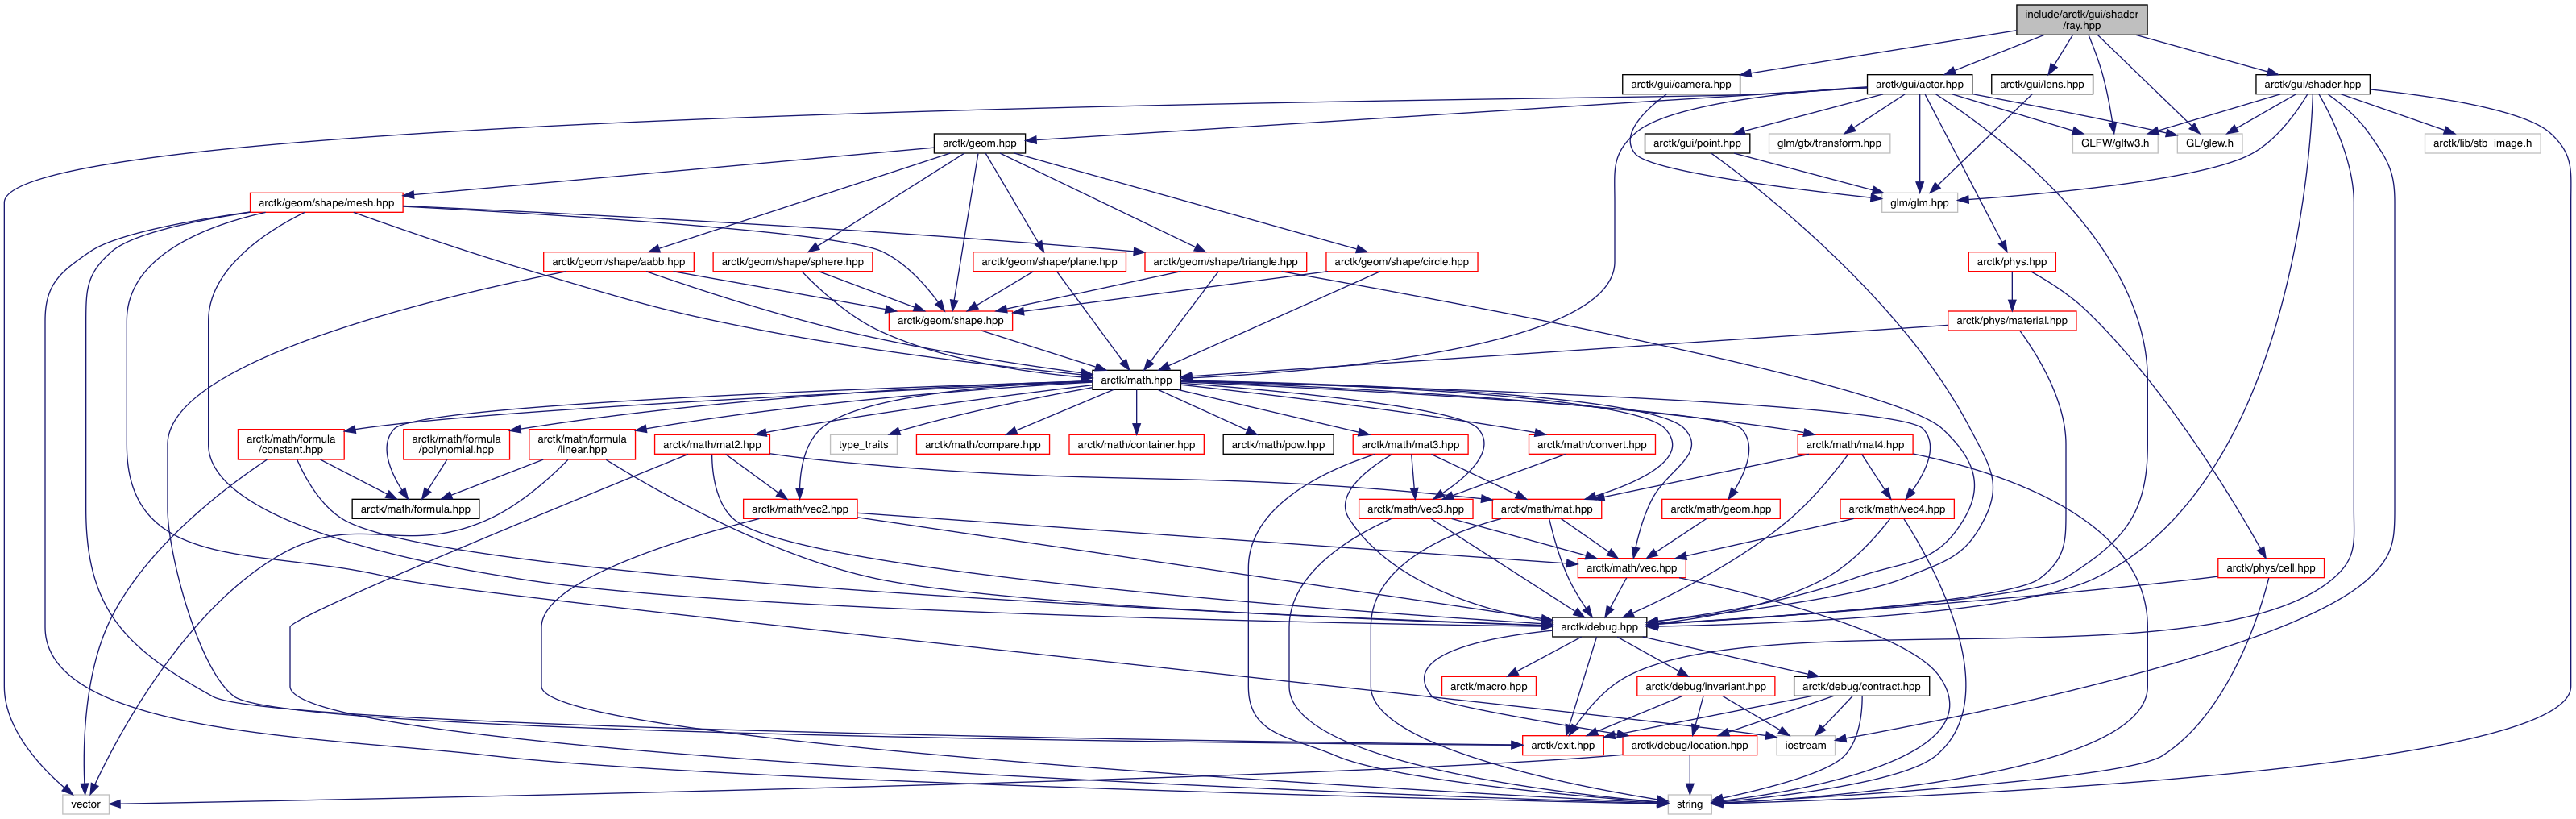 include/arctk/gui/shader
/ray.hpp
arctk/gui/camera.hpp
arctk/gui/actor.hpp
arctk/gui/lens.hpp
arctk/gui/shader.hpp
arctk/geom.hpp
arctk/gui/point.hpp
glm/gtx/transform.hpp
GLFW/glfw3.h
GL/glew.h
arctk/lib/stb_image.h
arctk/geom/shape/mesh.hpp
glm/glm.hpp
arctk/geom/shape/aabb.hpp
arctk/geom/shape/sphere.hpp
arctk/geom/shape/plane.hpp
arctk/geom/shape/triangle.hpp
arctk/geom/shape/circle.hpp
arctk/phys.hpp
arctk/geom/shape.hpp
arctk/phys/material.hpp
arctk/math.hpp
arctk/math/formula
/constant.hpp
arctk/math/formula
/polynomial.hpp
arctk/math/formula
/linear.hpp
arctk/math/mat2.hpp
type_traits
arctk/math/compare.hpp
arctk/math/container.hpp
arctk/math/pow.hpp
arctk/math/mat3.hpp
arctk/math/convert.hpp
arctk/math/mat4.hpp
arctk/math/formula.hpp
arctk/math/vec2.hpp
arctk/math/vec3.hpp
arctk/math/mat.hpp
arctk/math/geom.hpp
arctk/math/vec4.hpp
arctk/math/vec.hpp
arctk/phys/cell.hpp
arctk/debug.hpp
arctk/macro.hpp
arctk/debug/invariant.hpp
arctk/debug/contract.hpp
arctk/exit.hpp
arctk/debug/location.hpp
iostream
vector
string